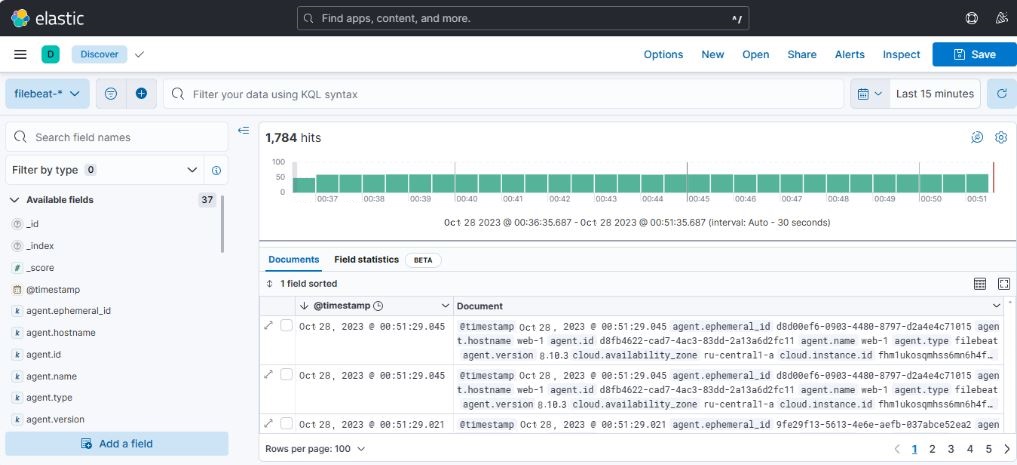 elastic
Find apps, content, and more.
^/
D
Discover
Options
New
Open
Share
Alerts
Inspect
Save
filebeat-*
Filter your data using KQL syntax
Last 15 minutes
Search field names
Filter by type 0
Available fields 37
_id
_index
# _score
@timestamp
k agent.ephemeral_id
k agent.hostname
k agent.id
k agent.name
k agent.type
k agent.version
Add a field
1,784 hits
100
50
0
00:37 00:38 00:39 00:40 00:41 00:42 00:43 00:44 00:45 00:46 00:47 00:48 00:49 00:50 00:51
Oct 28 2023 @ 00:36:35.687 - Oct 28 2023 @ 00:51:35.687 (interval: Auto - 30 seconds)
Documents Field statistics BETA
1 field sorted
@timestamp Document
Oct 28, 2023 @ 00:51:29.045 @timestamp Oct 28, 2023 @ 00:51:29.045 agent.ephemeral_id d8d00ef6-0903-4480-8797-d2a4e4c71015 agen
t.hostname web-1 agent.id d8fb4622-cad7-4ac3-83dd-2a13a6d2fc11 agent.name web-1 agent.type filebeat
agent.version 8.10.3 cloud.availability_zone ru-central1-a cloud.instance.id fhm1ukosqmhss6mn6h4f…
Oct 28, 2023 @ 00:51:29.045 @timestamp Oct 28, 2023 @ 00:51:29.045 agent.ephemeral_id d8d00ef6-0903-4480-8797-d2a4e4c71015 agen
t.hostname web-1 agent.id d8fb4622-cad7-4ac3-83dd-2a13a6d2fc11 agent.name web-1 agent.type filebeat
agent.version 8.10.3 cloud.availability_zone ru-central1-a cloud.instance.id fhm1ukosqmhss6mn6h4f…
Oct 28, 2023 @ 00:51:29.021 @timestamp Oct 28, 2023 @ 00:51:29.021 agent.ephemeral_id 9fe29f13-5613-4e6e-aefb-037abce52ea2 agen
Rows per page: 100
1 2 3 4 5